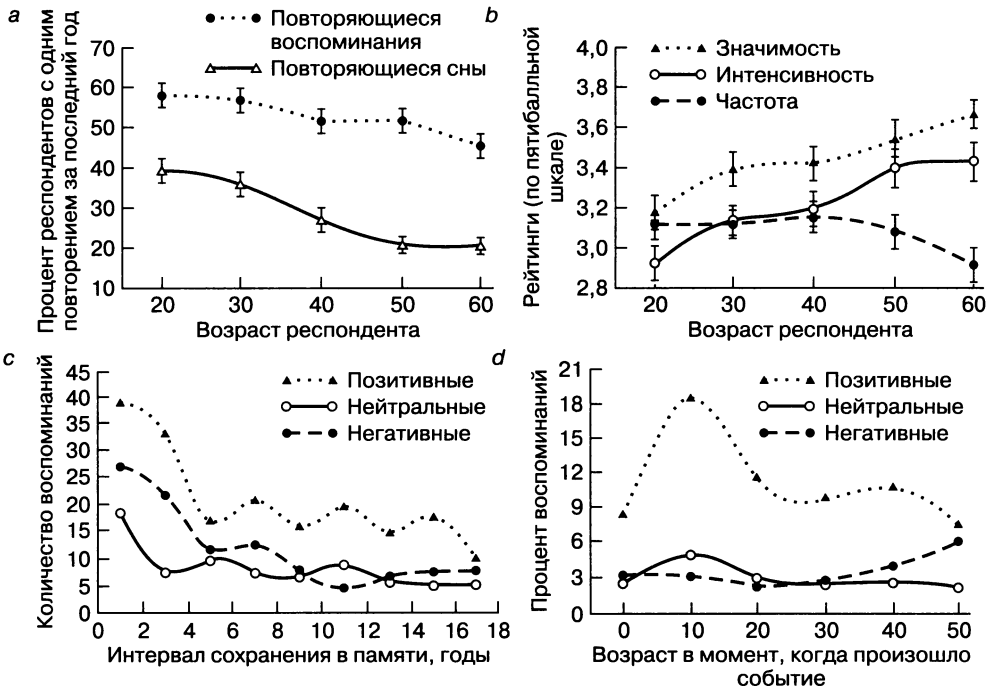 a
Процент респондентов с одним
повторением за последний год
Повторяющиеся
воспоминания
Повторяющиеся сны
70
60
50
40
30
20
10
20 30 40 50 60
Возраст респондента
b
Рейтинги (по пятибалльной
шкале)
Значимость
Интенсивность
Частота
4,0
3,8
3,6
3,4
3,2
3,0
2,8
20 30 40 50 60
Возраст респондента
c
Количество воспоминаний
Позитивные
Нейтральные
Негативные
45
40
35
30
25
20
15
10
5
0
0 2 4 6 8 10 11 12 14 16 17 18
Интервал сохранения в памяти, годы
d
Процент воспоминаний
Позитивные
Нейтральные
Негативные
21
18
15
12
9
6
3
0
0 10 20 30 40 50
Возраст в момент, когда произошло
событие